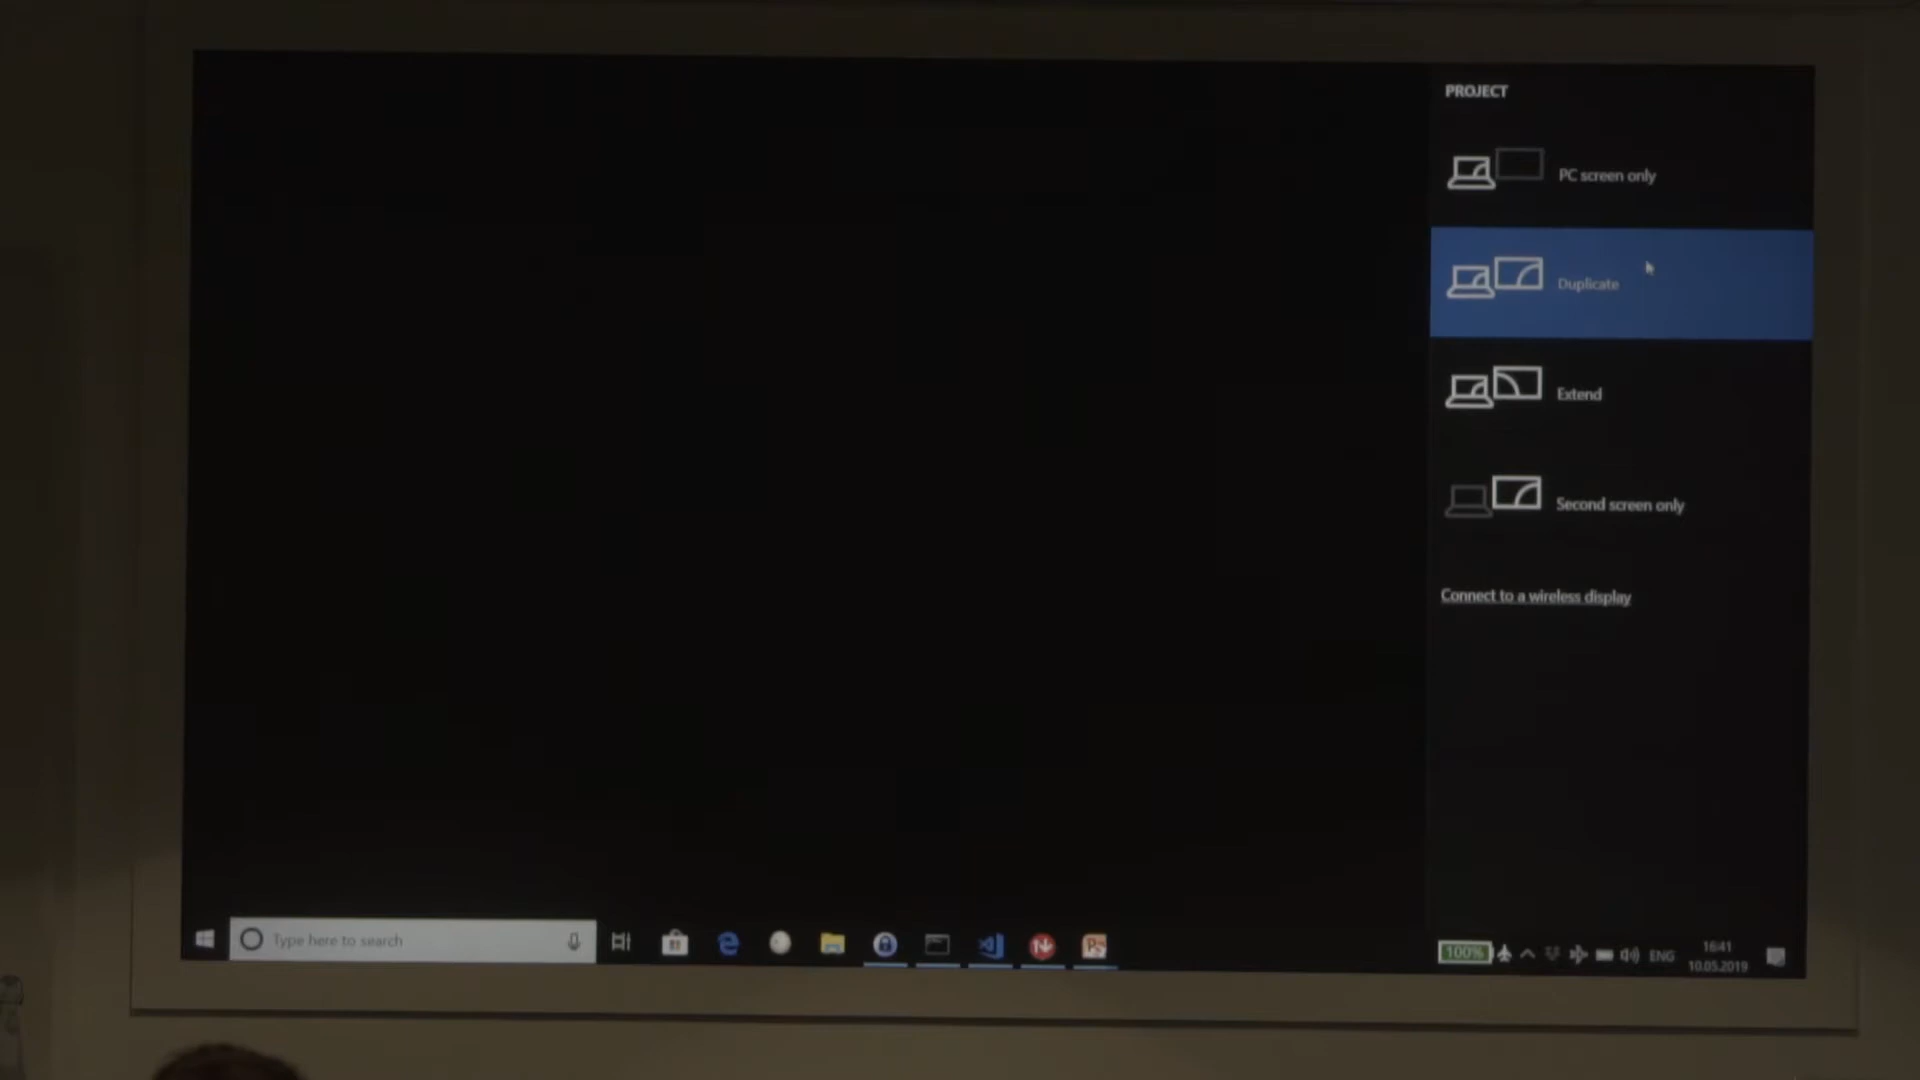 PROJECT
PC screen only
Duplicate
Extend
Second screen only
Connect to a wireless display
Type here to search
100%
ENG
16:41
10.05.2019